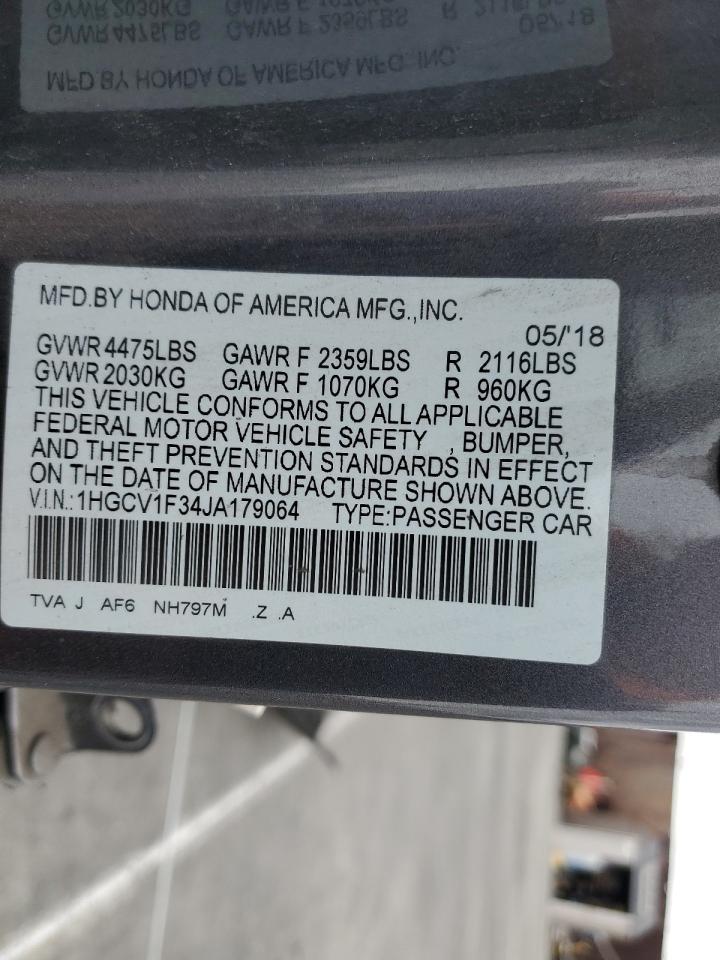 MFD.BY HONDA OF AMERICA MFG.,INC.
05/'18
GVWR 4475LBS GAWR F 2359LBS R 2116LBS
GVWR 2030KG GAWR F 1070KG R 960KG
THIS VEHICLE CONFORMS TO ALL APPLICABLE
FEDERAL MOTOR VEHICLE SAFETY , BUMPER,
AND THEFT PREVENTION STANDARDS IN EFFECT
ON THE DATE OF MANUFACTURE SHOWN ABOVE.
V.I.N.:1HGCV1F34JA179064 TYPE:PASSENGER CAR
TVA J AF6 NH797M .Z .A